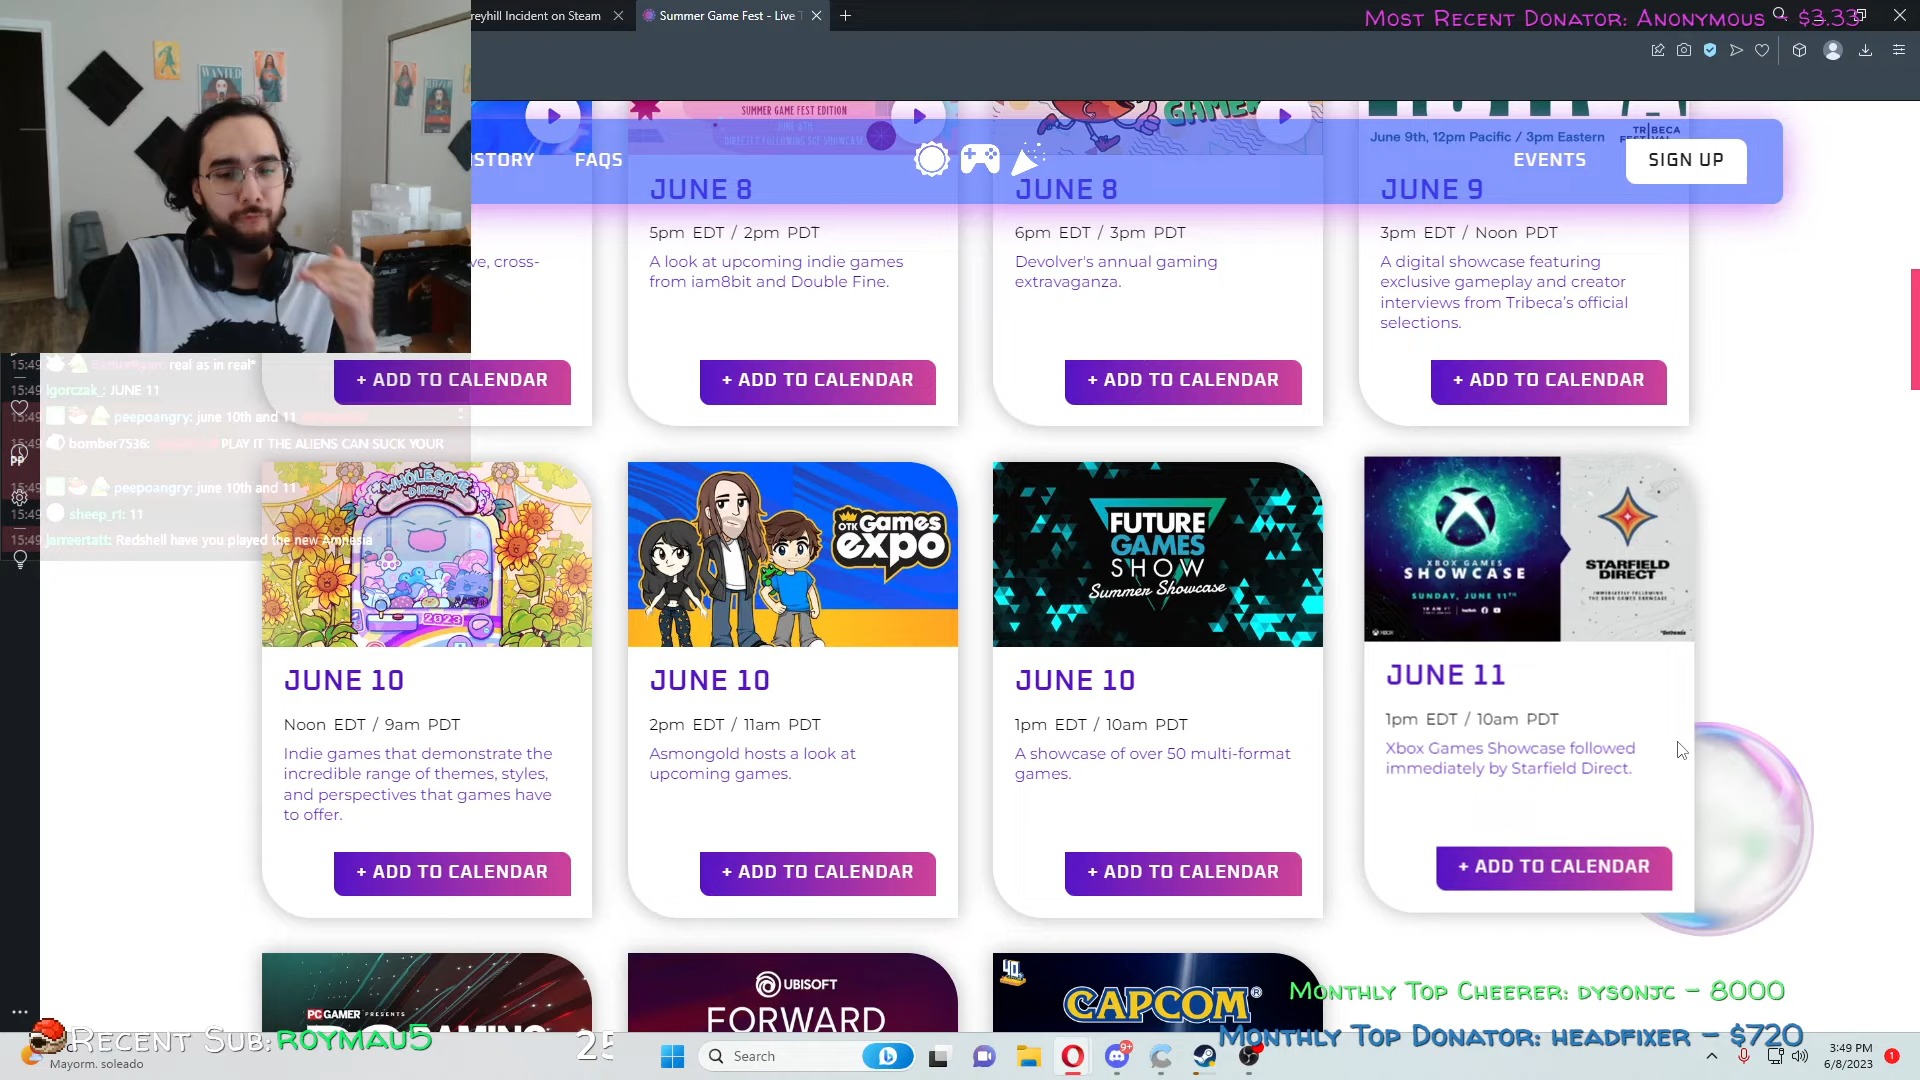 reyhill Incident on Steam
Summer Game Fest - Live T
Most Recent Donator: Anonymous - $3.33
WANTED
SUMMER GAME FEST EDITION
June 9th, 12pm Pacific / 3pm Eastern
TRIBECA
FESTIVAL
STORY
FAQS
EVENTS
SIGN UP
JUNE 8
5pm EDT / 2pm PDT
A look at upcoming indie games
from iam8bit and Double Fine.
+ ADD TO CALENDAR
JUNE 8
6pm EDT / 3pm PDT
Devolver's annual gaming
extravaganza.
+ ADD TO CALENDAR
JUNE 9
3pm EDT / Noon PDT
A digital showcase featuring
exclusive gameplay and creator
interviews from Tribeca's official
selections.
+ ADD TO CALENDAR
ve, cross-
+ ADD TO CALENDAR
15:49 real as in real*
15:49 lgorczak_: JUNE 11
15:49 peepoangry: june 10th and 11
15:49 bomber7536: PLAY IT THE ALIENS CAN SUCK YOUR
PP
15:49 peepoangry: june 10th and 11
15:49 sheep_r1: 11
15:49 jarreertatt: Redshell have you played the new Amnesia
WHOLESOME
DIRECT
2023
JUNE 10
Noon EDT / 9am PDT
Indie games that demonstrate the
incredible range of themes, styles,
and perspectives that games have
to offer.
+ ADD TO CALENDAR
OTK Games
expo
JUNE 10
2pm EDT / 11am PDT
Asmongold hosts a look at
upcoming games.
+ ADD TO CALENDAR
FUTURE
GAMES
SHOW
Summer Showcase
JUNE 10
1pm EDT / 10am PDT
A showcase of over 50 multi-format
games.
+ ADD TO CALENDAR
XBOX GAMES
SHOWCASE
SUNDAY, JUNE 11TH
STARFIELD
DIRECT
JUNE 11
1pm EDT / 10am PDT
Xbox Games Showcase followed
immediately by Starfield Direct.
+ ADD TO CALENDAR
PC GAMER PRESENTS
UBISOFT
FORWARD
40
CAPCOM
Monthly Top Cheerer: dysonjc - 8000
Monthly Top Donator: headfixer - $720
Recent Sub: roymau5
25
Mayorm. soleado
Search
9+
3:49 PM
6/8/2023
1